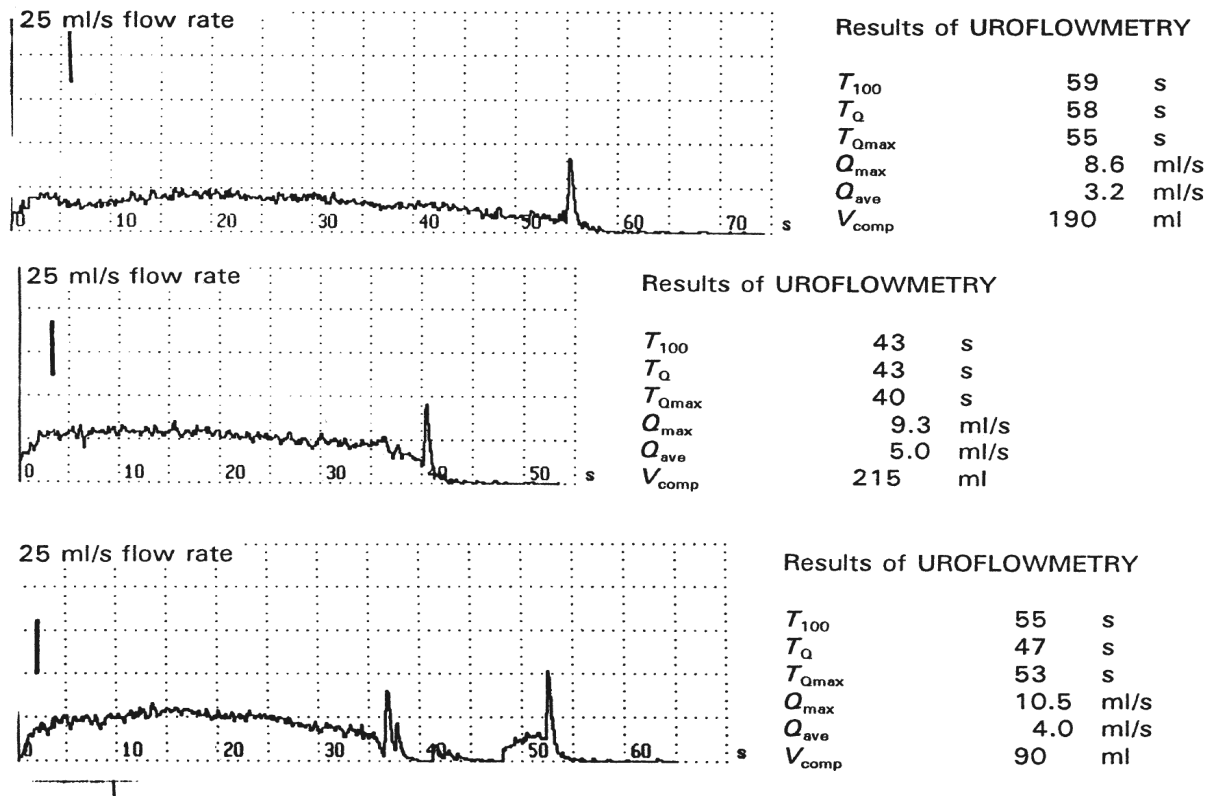 25 ml/s flow rate
0 10 20 30 40 50 60 70 s
Results of UROFLOWMETRY
T100 59 s
TQ 58 s
TQmax 55 s
Qmax 8.6 ml/s
Qave 3.2 ml/s
Vcomp 190 ml
25 ml/s flow rate
0 10 20 30 40 50 s
Results of UROFLOWMETRY
T100 43 s
TQ 43 s
TQmax 40 s
Qmax 9.3 ml/s
Qave 5.0 ml/s
Vcomp 215 ml
25 ml/s flow rate
0 10 20 30 40 50 60 s
Results of UROFLOWMETRY
T100 55 s
TQ 47 s
TQmax 53 s
Qmax 10.5 ml/s
Qave 4.0 ml/s
Vcomp 90 ml